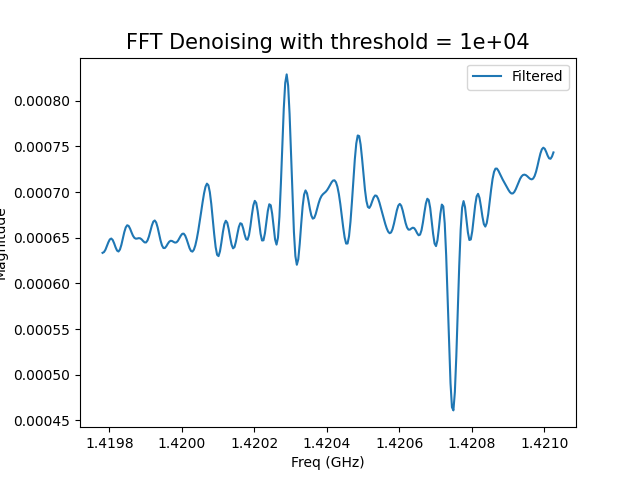 FFT Denoising with threshold = 1e+04
Filtered
0.00080
0.00075
0.00070
0.00065
0.00060
0.00055
0.00050
0.00045
Magnitude
1.4198 1.4200 1.4202 1.4204 1.4206 1.4208 1.4210
Freq (GHz)